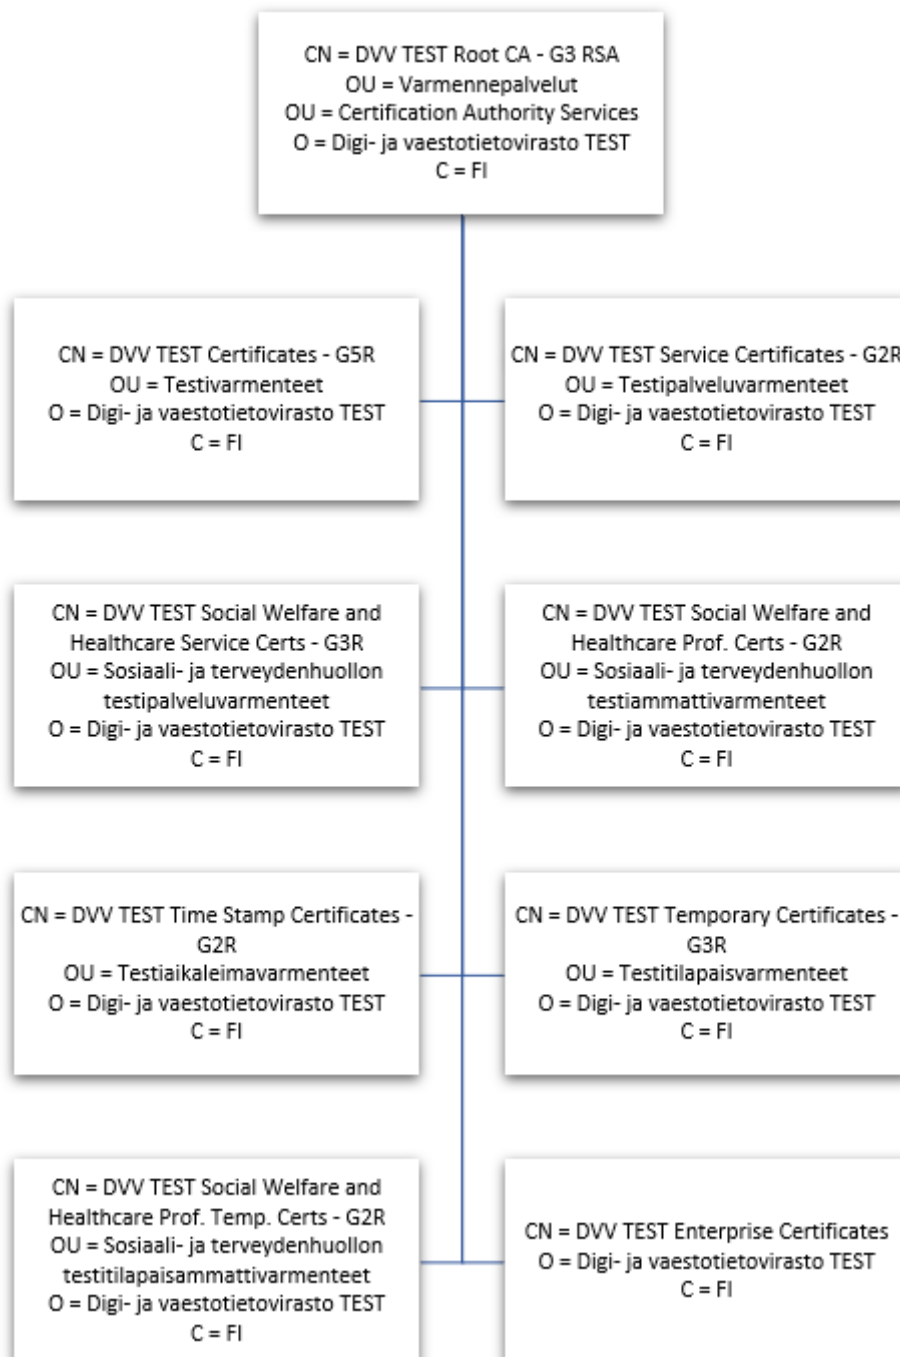 CN = DVV TEST Root CA - G3 RSA
OU = Varmennepalvelut
OU = Certification Authority Services
O = Digi- ja vaestotietovirasto TEST
C = FI
CN = DVV TEST Certificates - G5R
OU = Testivarmenteet
O = Digi- ja vaestotietovirasto TEST
C = FI
CN = DVV TEST Service Certificates - G2R
OU = Testipalveluvarmenteet
O = Digi- ja vaestotietovirasto TEST
C = FI
CN = DVV TEST Social Welfare and
Healthcare Service Certs - G3R
OU = Sosiaali- ja terveydenhuollon
testipalveluvarmenteet
O = Digi- ja vaestotietovirasto TEST
C = FI
CN = DVV TEST Social Welfare and
Healthcare Prof. Certs - G2R
OU = Sosiaali- ja terveydenhuollon
testiammattivarmenteet
O = Digi- ja vaestotietovirasto TEST
C = FI
CN = DVV TEST Time Stamp Certificates -
G2R
OU = Testiaikaleimavarmenteet
O = Digi- ja vaestotietovirasto TEST
C = FI
CN = DVV TEST Temporary Certificates -
G3R
OU = Testitilapaisvarmenteet
O = Digi- ja vaestotietovirasto TEST
C = FI
CN = DVV TEST Social Welfare and
Healthcare Prof. Temp. Certs - G2R
OU = Sosiaali- ja terveydenhuollon
testitilapaisammattivarmenteet
O = Digi- ja vaestotietovirasto TEST
C = FI
CN = DVV TEST Enterprise Certificates
O = Digi- ja vaestotietovirasto TEST
C = FI